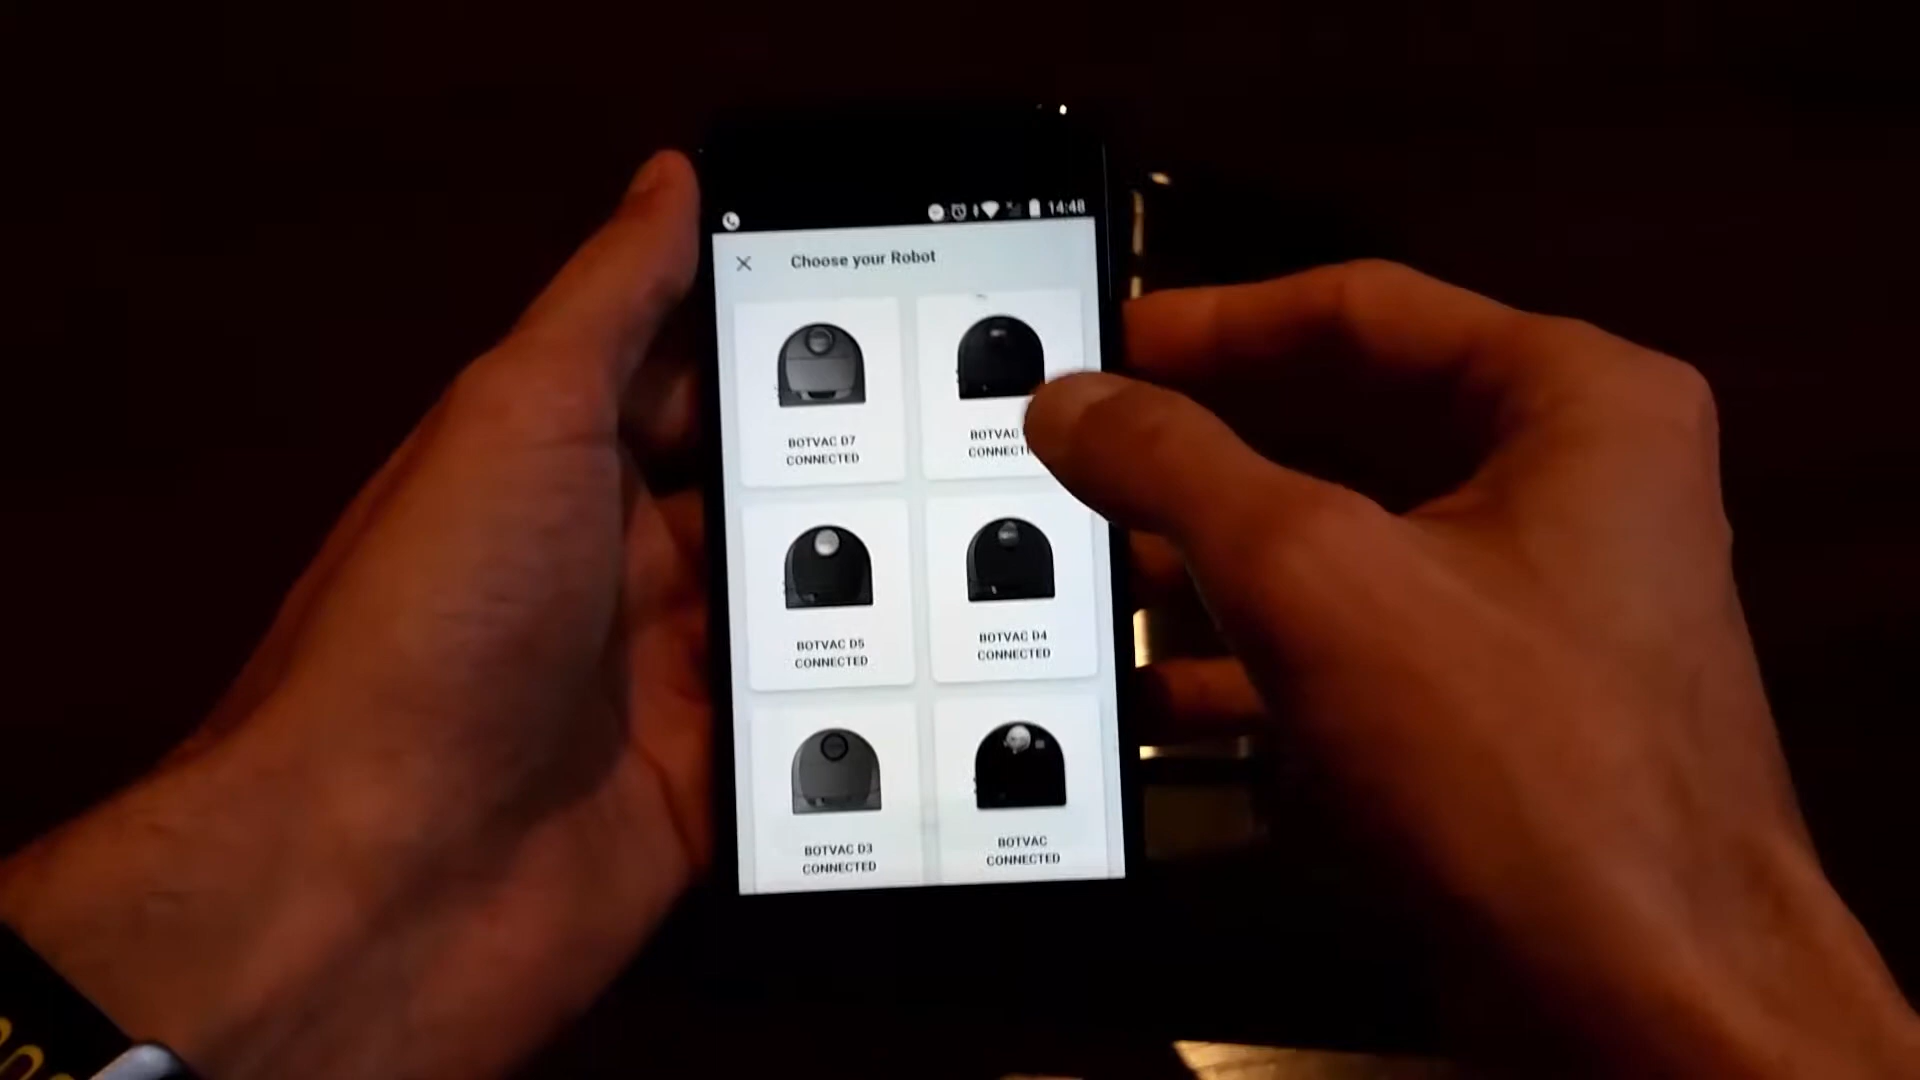 14:48
Choose your Robot
BOTVAC D7
CONNECTED
BOTVAC
BOTVAC D5
CONNECTED
BOTVAC D4
CONNECTED
BOTVAC D3
CONNECTED
BOTVAC
CONNECTED